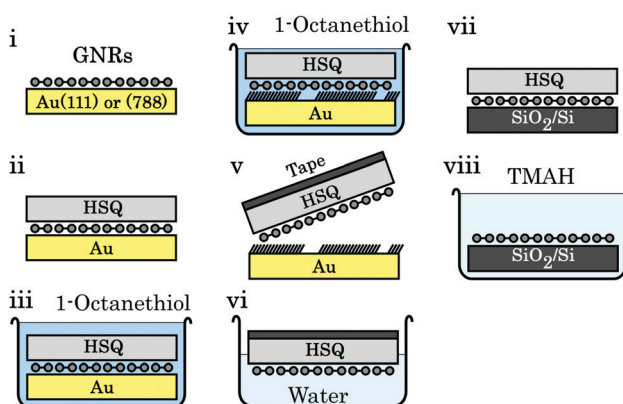 i
GNRs
Au(111) or (788)
ii
HSQ
Au
iii 1-Octanethiol
HSQ
Au
iv 1-Octanethiol
HSQ
Au
v
Tape
HSQ
Au
vi
HSQ
Water
vii
HSQ
SiO₂/Si
viii
TMAH
SiO₂/Si